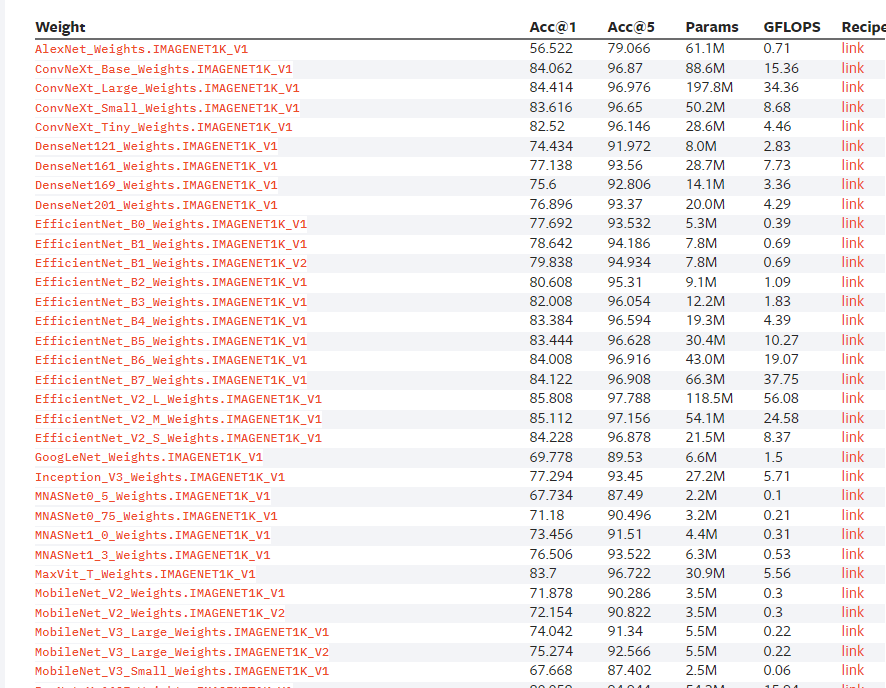 Weight Acc@1 Acc@5 Params GFLOPS Recipe
AlexNet_Weights.IMAGENET1K_V1 56.522 79.066 61.1M 0.71 link
ConvNeXt_Base_Weights.IMAGENET1K_V1 84.062 96.87 88.6M 15.36 link
ConvNeXt_Large_Weights.IMAGENET1K_V1 84.414 96.976 197.8M 34.36 link
ConvNeXt_Small_Weights.IMAGENET1K_V1 83.616 96.65 50.2M 8.68 link
ConvNeXt_Tiny_Weights.IMAGENET1K_V1 82.52 96.146 28.6M 4.46 link
DenseNet121_Weights.IMAGENET1K_V1 74.434 91.972 8.0M 2.83 link
DenseNet161_Weights.IMAGENET1K_V1 77.138 93.56 28.7M 7.73 link
DenseNet169_Weights.IMAGENET1K_V1 75.6 92.806 14.1M 3.36 link
DenseNet201_Weights.IMAGENET1K_V1 76.896 93.37 20.0M 4.29 link
EfficientNet_B0_Weights.IMAGENET1K_V1 77.692 93.532 5.3M 0.39 link
EfficientNet_B1_Weights.IMAGENET1K_V1 78.642 94.186 7.8M 0.69 link
EfficientNet_B1_Weights.IMAGENET1K_V2 79.838 94.934 7.8M 0.69 link
EfficientNet_B2_Weights.IMAGENET1K_V1 80.608 95.31 9.1M 1.09 link
EfficientNet_B3_Weights.IMAGENET1K_V1 82.008 96.054 12.2M 1.83 link
EfficientNet_B4_Weights.IMAGENET1K_V1 83.384 96.594 19.3M 4.39 link
EfficientNet_B5_Weights.IMAGENET1K_V1 83.444 96.628 30.4M 10.27 link
EfficientNet_B6_Weights.IMAGENET1K_V1 84.008 96.916 43.0M 19.07 link
EfficientNet_B7_Weights.IMAGENET1K_V1 84.122 96.908 66.3M 37.75 link
EfficientNet_V2_L_Weights.IMAGENET1K_V1 85.808 97.788 118.5M 56.08 link
EfficientNet_V2_M_Weights.IMAGENET1K_V1 85.112 97.156 54.1M 24.58 link
EfficientNet_V2_S_Weights.IMAGENET1K_V1 84.228 96.878 21.5M 8.37 link
GoogLeNet_Weights.IMAGENET1K_V1 69.778 89.53 6.6M 1.5 link
Inception_V3_Weights.IMAGENET1K_V1 77.294 93.45 27.2M 5.71 link
MNASNet0_5_Weights.IMAGENET1K_V1 67.734 87.49 2.2M 0.1 link
MNASNet0_75_Weights.IMAGENET1K_V1 71.18 90.496 3.2M 0.21 link
MNASNet1_0_Weights.IMAGENET1K_V1 73.456 91.51 4.4M 0.31 link
MNASNet1_3_Weights.IMAGENET1K_V1 76.506 93.522 6.3M 0.53 link
MaxVit_T_Weights.IMAGENET1K_V1 83.7 96.722 30.9M 5.56 link
MobileNet_V2_Weights.IMAGENET1K_V1 71.878 90.286 3.5M 0.3 link
MobileNet_V2_Weights.IMAGENET1K_V2 72.154 90.822 3.5M 0.3 link
MobileNet_V3_Large_Weights.IMAGENET1K_V1 74.042 91.34 5.5M 0.22 link
MobileNet_V3_Large_Weights.IMAGENET1K_V2 75.274 92.566 5.5M 0.22 link
MobileNet_V3_Small_Weights.IMAGENET1K_V1 67.668 87.402 2.5M 0.06 link